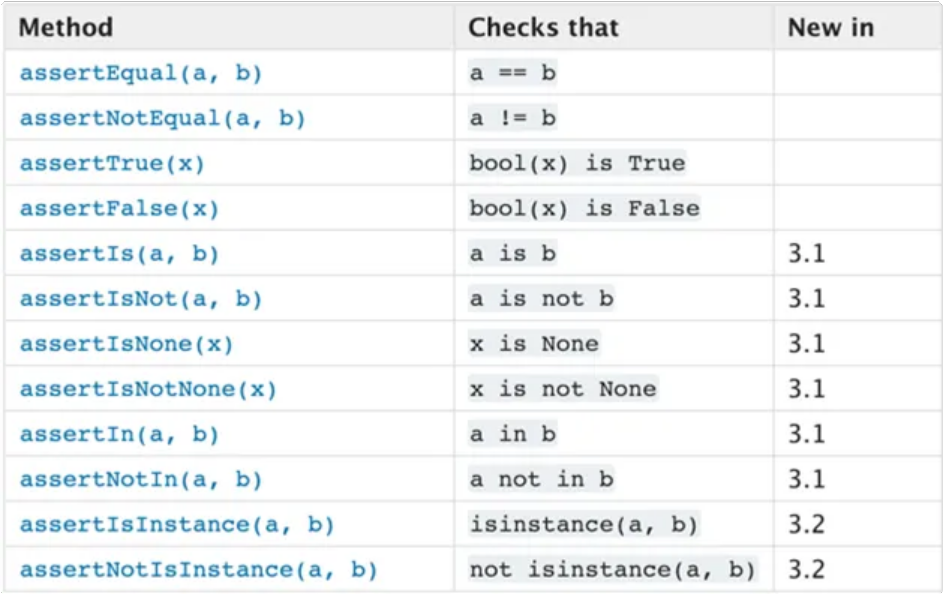 Method Checks that New in
assertEqual(a, b) a == b
assertNotEqual(a, b) a != b
assertTrue(x) bool(x) is True
assertFalse(x) bool(x) is False
assertIs(a, b) a is b 3.1
assertIsNot(a, b) a is not b 3.1
assertIsNone(x) x is None 3.1
assertIsNotNone(x) x is not None 3.1
assertIn(a, b) a in b 3.1
assertNotIn(a, b) a not in b 3.1
assertIsInstance(a, b) isinstance(a, b) 3.2
assertNotIsInstance(a, b) not isinstance(a, b) 3.2